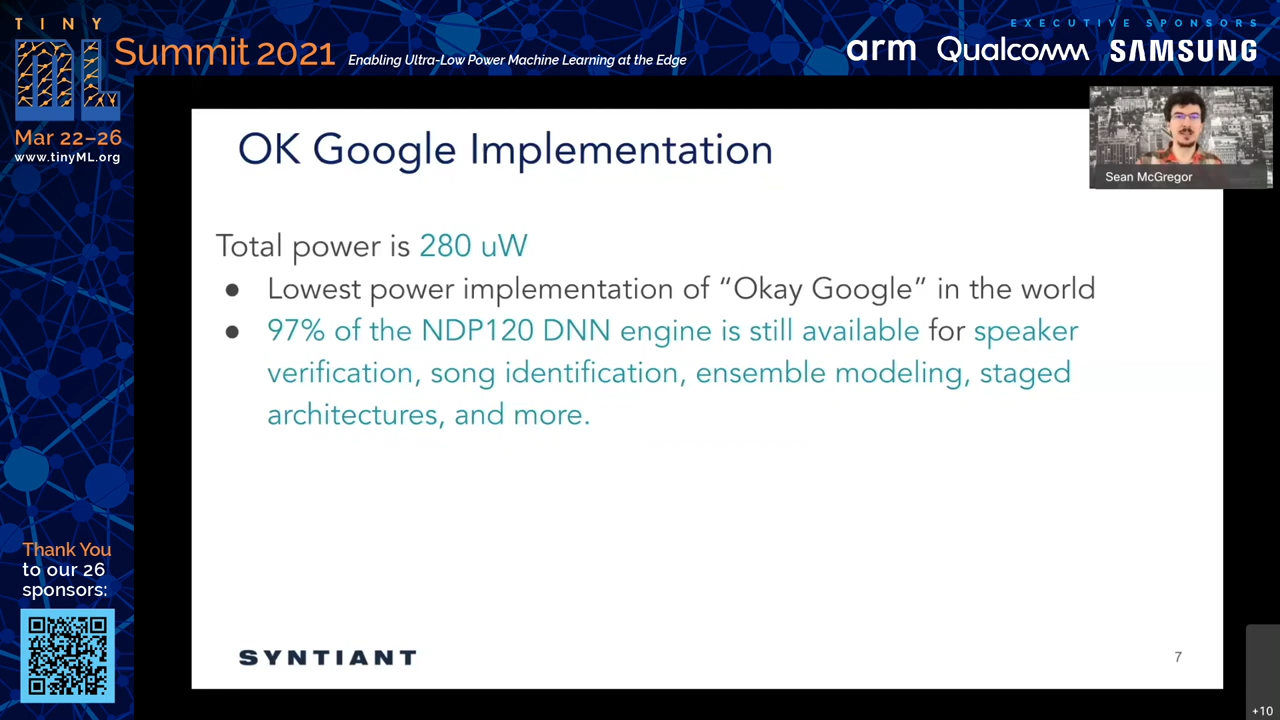 TINY
ML
Summit 2021
Enabling Ultra-Low Power Machine Learning at the Edge
EXECUTIVE SPONSORS
arm Qualcomm SAMSUNG
Mar 22–26
www.tinyML.org
OK Google Implementation
Sean McGregor
Total power is 280 uW
● Lowest power implementation of “Okay Google” in the world
● 97% of the NDP120 DNN engine is still available for speaker
verification, song identification, ensemble modeling, staged
architectures, and more.
Thank You
to our 26
sponsors:
SYNTIANT
7
+10